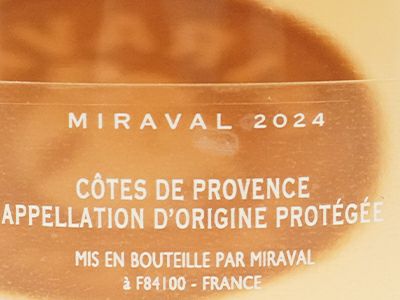 MIRAVAL 2024
CÔTES DE PROVENCE
APPELLATION D'ORIGINE PROTÉGÉE
MIS EN BOUTEILLE PAR MIRAVAL
à F84100 - FRANCE